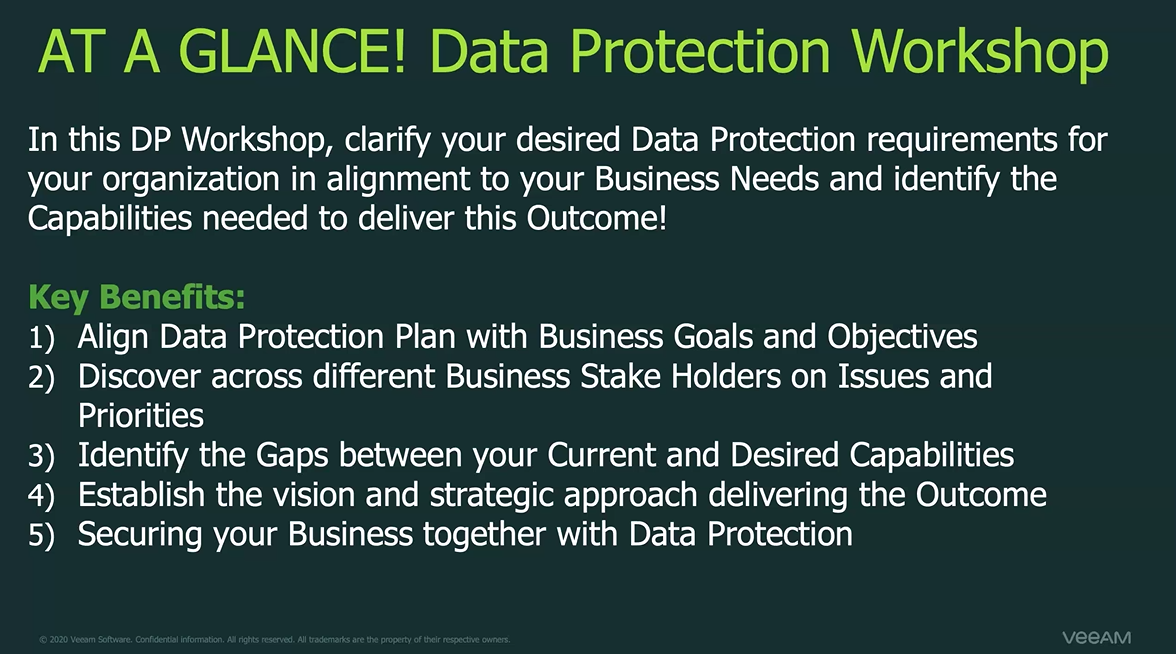 AT A GLANCE! Data Protection Workshop
In this DP Workshop, clarify your desired Data Protection requirements for
your organization in alignment to your Business Needs and identify the
Capabilities needed to deliver this Outcome!
Key Benefits:
1) Align Data Protection Plan with Business Goals and Objectives
2) Discover across different Business Stake Holders on Issues and
Priorities
3) Identify the Gaps between your Current and Desired Capabilities
4) Establish the vision and strategic approach delivering the Outcome
5) Securing your Business together with Data Protection
© 2020 Veeam Software. Confidential information. All rights reserved. All trademarks are the property of their respective owners.
VEEAM